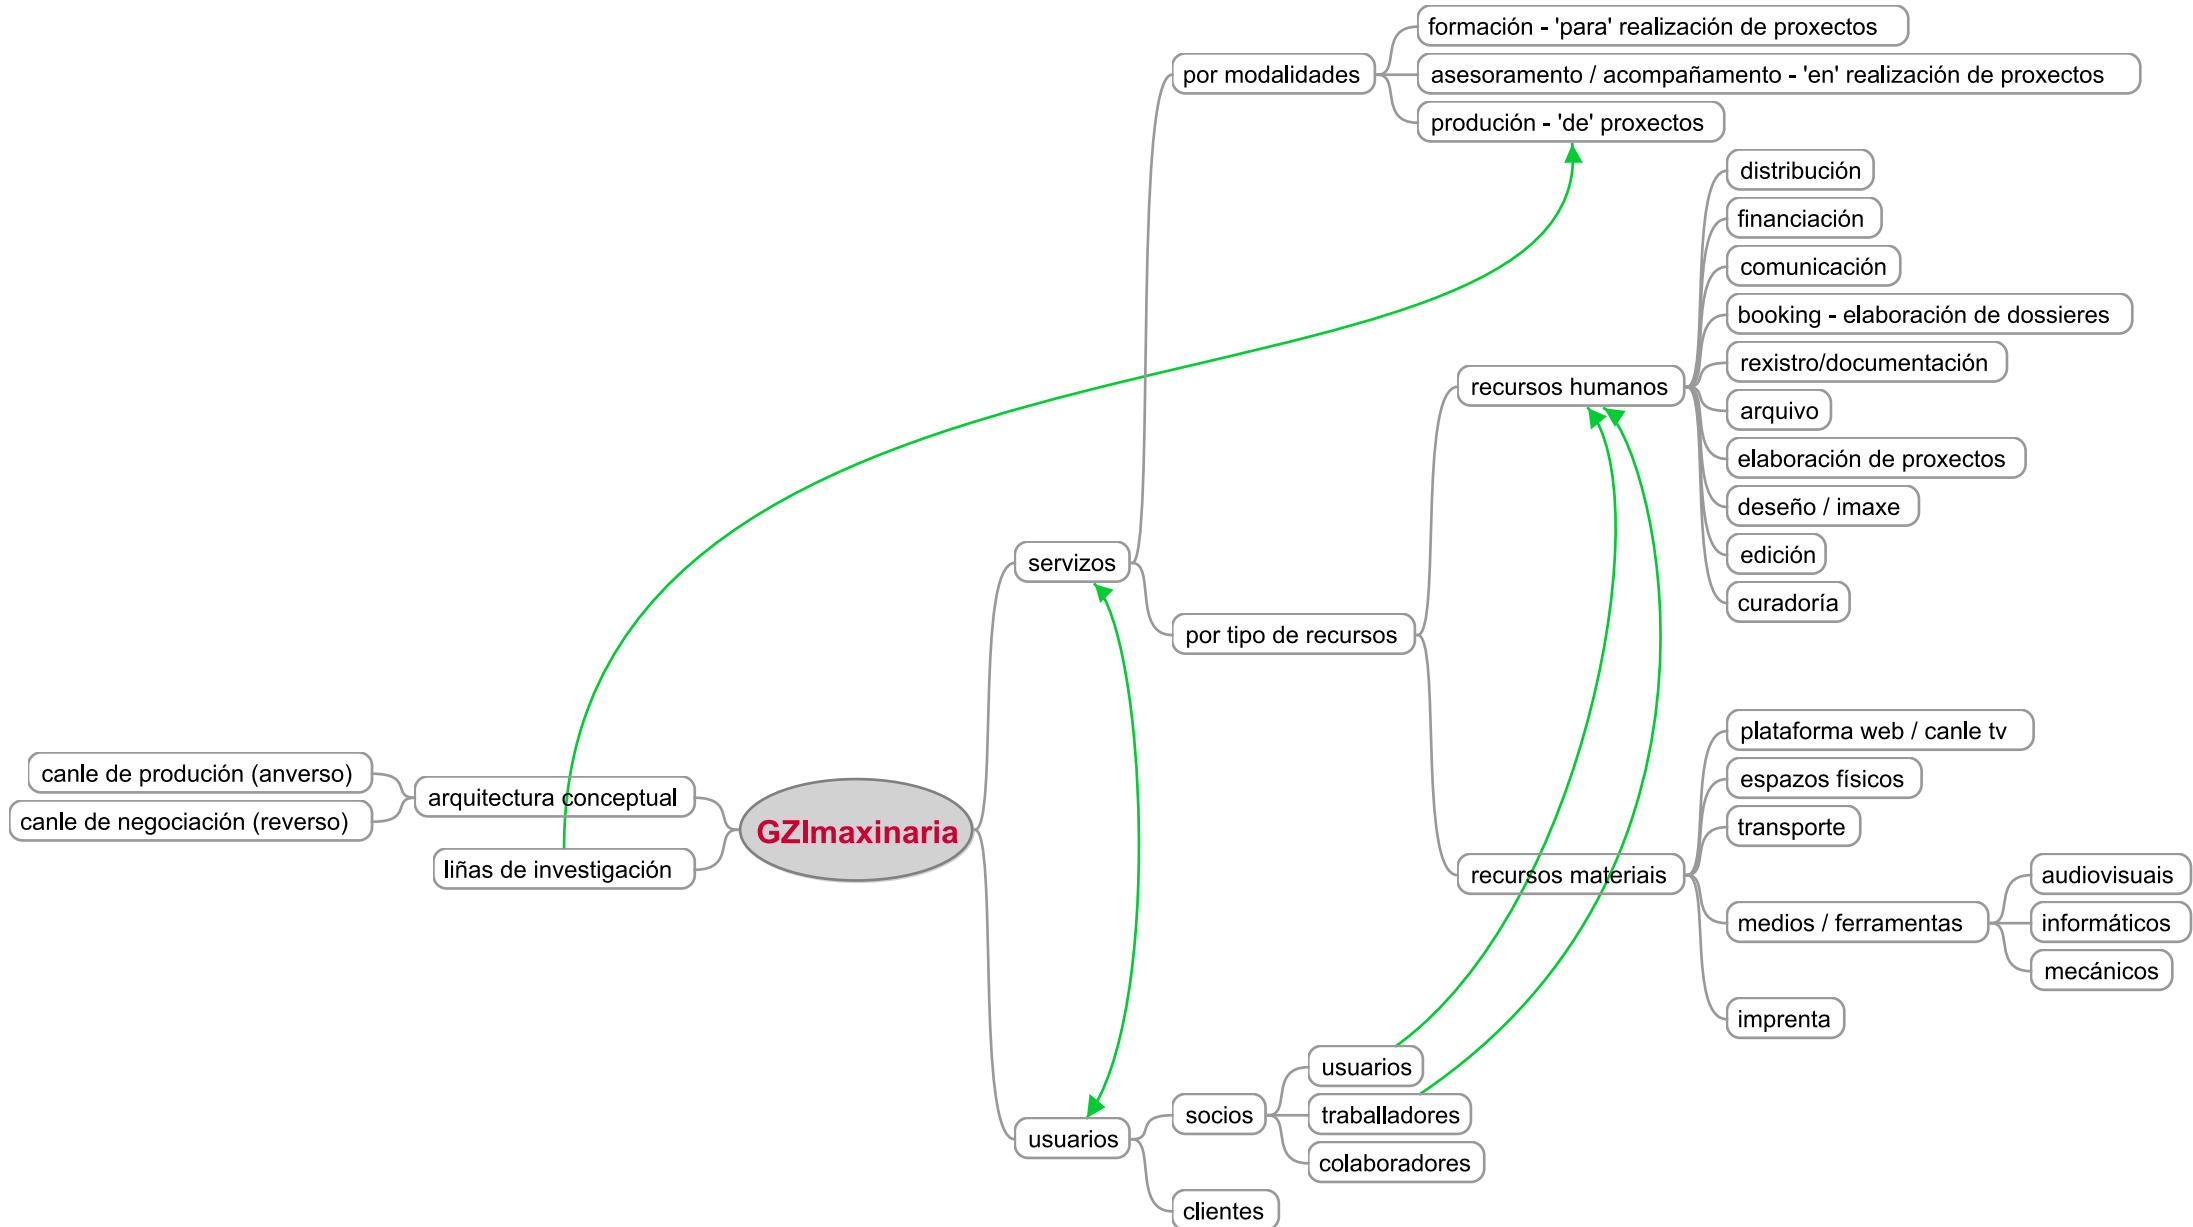 formación - 'para' realización de proxectos
por modalidades
asesoramento / acompañamento - 'en' realización de proxectos
produción - 'de' proxectos
distribución
financiación
comunicación
booking - elaboración de dossieres
rexistro/documentación
recursos humanos
arquivo
elaboración de proxectos
deseño / imaxe
edición
curadoría
servizos
por tipo de recursos
plataforma web / canle tv
espazos físicos
transporte
recursos materiais
medios / ferramentas
audiovisuais
informáticos
mecánicos
imprenta
canle de produción (anverso)
canle de negociación (reverso)
arquitectura conceptual
liñas de investigación
GZImaxinaria
usuarios
socios
usuarios
traballadores
colaboradores
clientes